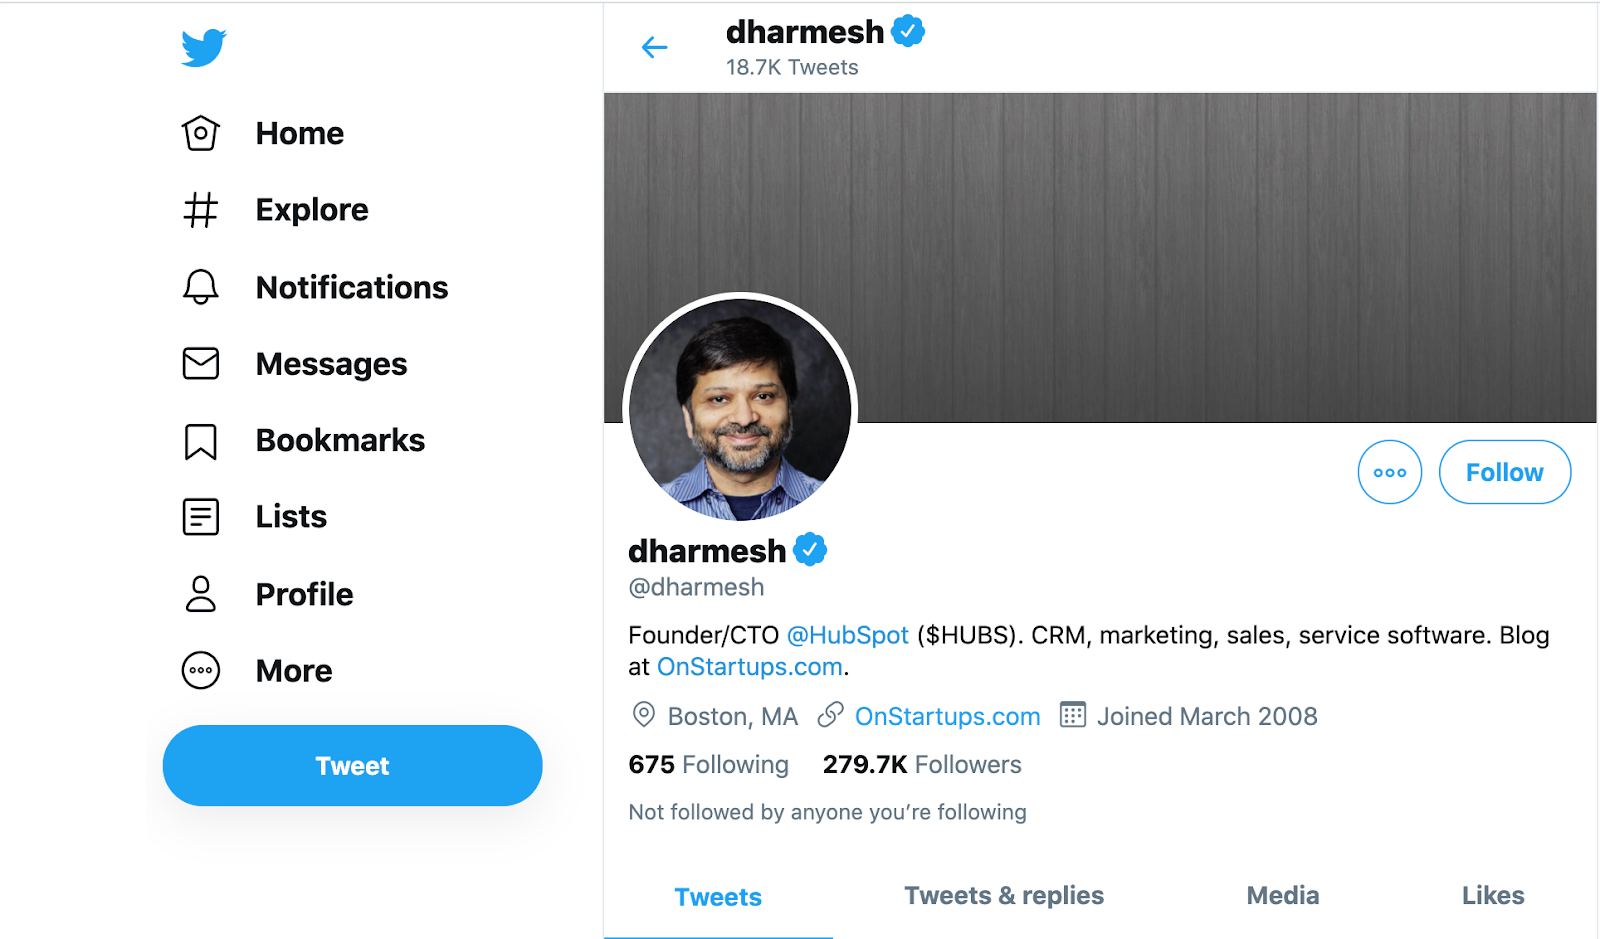 Home
Explore
Notifications
Messages
Bookmarks
Lists
Profile
More
Tweet
dharmesh
18.7K Tweets
Follow
dharmesh
@dharmesh
Founder/CTO @HubSpot ($HUBS). CRM, marketing, sales, service software. Blog
at OnStartups.com.
Boston, MA OnStartups.com Joined March 2008
675 Following 279.7K Followers
Not followed by anyone you’re following
Tweets Tweets & replies Media Likes